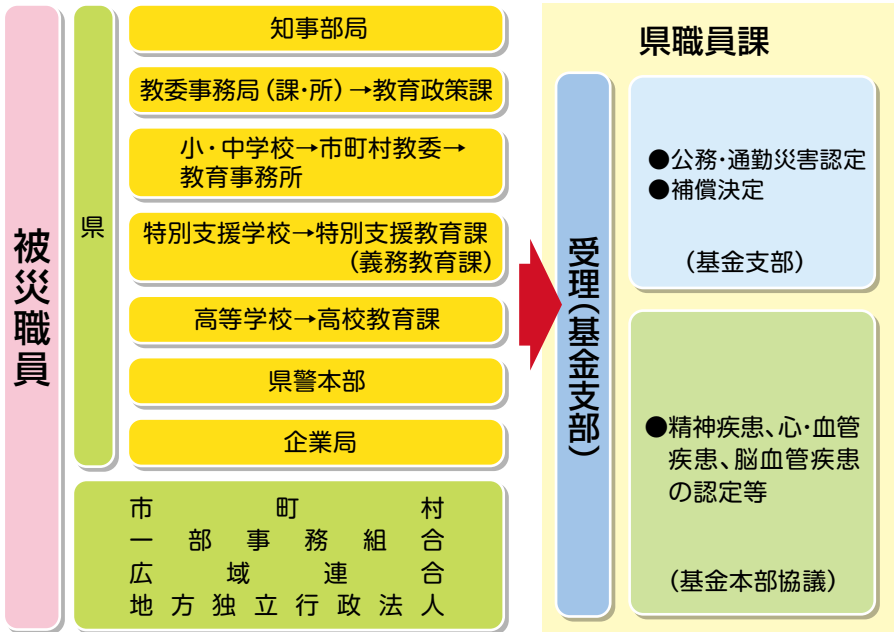 被災職員
県
知事部局
教委事務局(課・所)→教育政策課
小・中学校→市町村教委→
教育事務所
特別支援学校→特別支援教育課
(義務教育課)
高等学校→高校教育課
県警本部
企業局
市町村
一部事務組合
広域連合
地方独立行政法人
県職員課
受理(基金支部)
●公務・通勤災害認定
●補償決定
(基金支部)
●精神疾患、心・血管
疾患、脳血管疾患
の認定等
(基金本部協議)